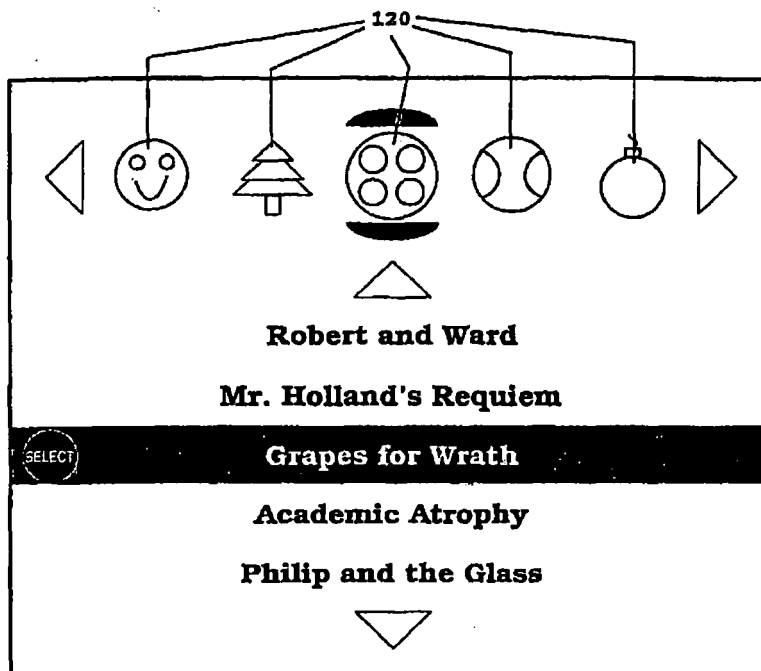 120
Robert and Ward
Mr. Holland's Requiem
SELECT Grapes for Wrath
Academic Atrophy
Philip and the Glass